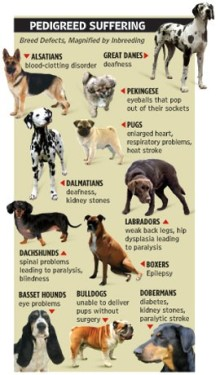 PEDIGREED SUFFERING
Breed Defects, Magnified by Inbreeding
ALSATIANS
blood-clotting disorder
GREAT DANES
deafness
PEKINGESE
eyeballs that pop
out of their sockets
PUGS
enlarged heart,
respiratory problems,
heat stroke
DALMATIANS
deafness,
kidney stones
LABRADORS
weak back legs, hip
dysplasia leading
to paralysis
DACHSHUNDS
spinal problems
leading to paralysis,
blindness
BOXERS
Epilepsy
BASSET HOUNDS
eye problems
BULLDOGS
unable to deliver
pups without
surgery
DOBERMANS
diabetes,
kidney stones,
paralytic stroke